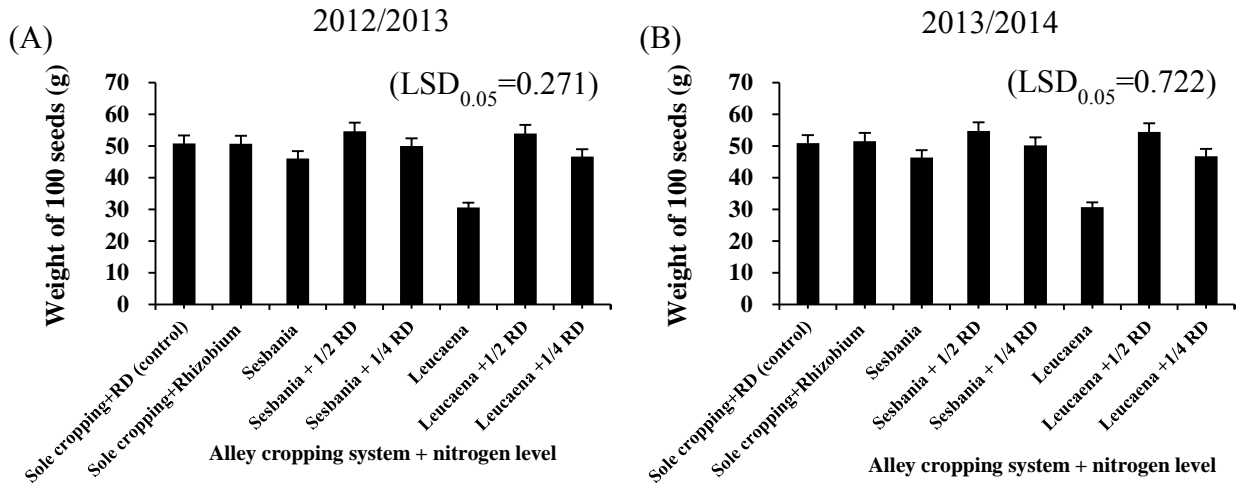 (A)
2012/2013
(LSD0.05=0.271)
Weight of 100 seeds (g)
70
60
50
40
30
20
10
0
Sole cropping+RD (control)
Sole cropping+Rhizobium
Sesbania
Sesbania + 1/2 RD
Sesbania + 1/4 RD
Leucaena
Leucaena +1/2 RD
Leucaena +1/4 RD
Alley cropping system + nitrogen level
(B)
2013/2014
(LSD0.05=0.722)
Weight of 100 seeds (g)
70
60
50
40
30
20
10
0
Sole cropping+RD (control)
Sole cropping+Rhizobium
Sesbania
Sesbania + 1/2 RD
Sesbania + 1/4 RD
Leucaena
Leucaena +1/2 RD
Leucaena +1/4 RD
Alley cropping system + nitrogen level